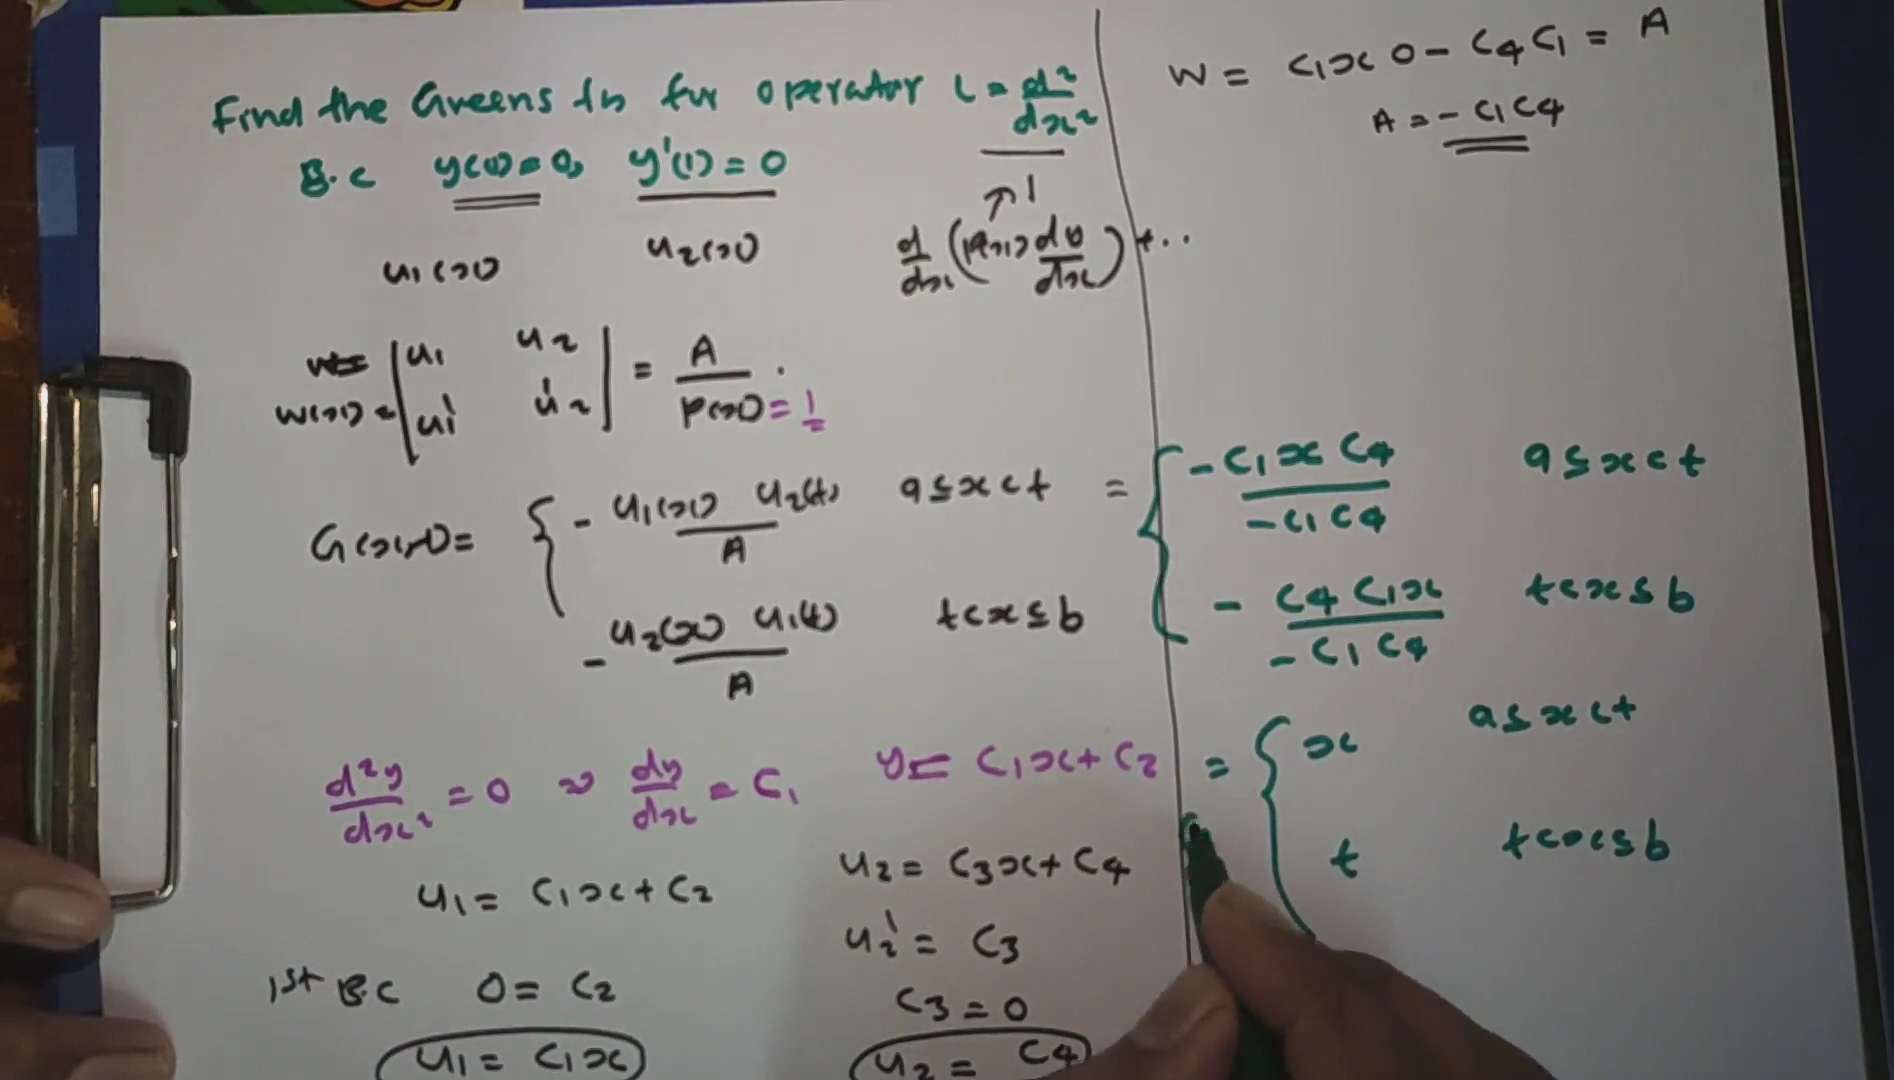 Find the Greens fn for operator L = d²/dx²
B.C y(0)=0, y'(1) = 0
u1(x) u2(x) ↑ 1
d/dx (P(x) dy/dx) + ..
W(x) = |u1 u2| = A/P(x) = 1
|u1' u2'|
G(x,t) = { - u1(x) u2(t)/A a≤x<t
- u2(x) u1(t)/A t<x≤b
d²y/dx² = 0 dy/dx = C1 y = C1x + C2
u1 = C1x + C2
1st B.C 0 = C2
u1 = C1x
u2 = C3x + C4
u2' = C3
C3 = 0
u2 = C4
W = C1x 0 - C4C1 = A
A = - C1C4
= { -C1x C4/-C1C4 a≤x<t
- C4 C1x/-C1C4 t<x≤b
= { x a≤x<t
t t<x≤b